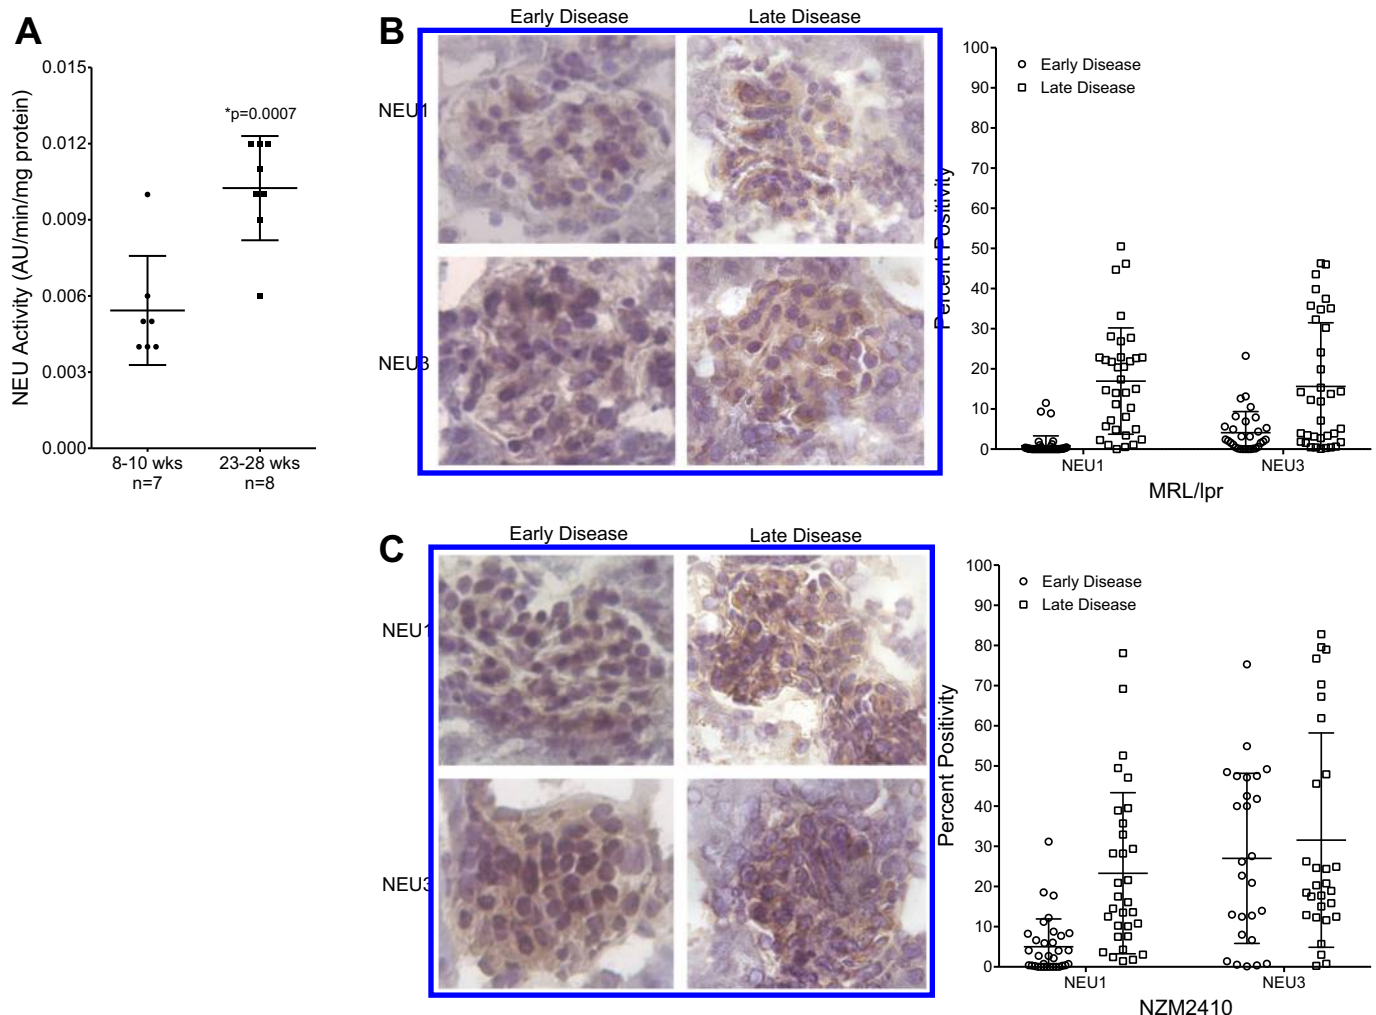 A
NEU Activity (AU/min/mg protein)
0.015
0.012
0.009
0.006
0.003
0.000
*p=0.0007
8-10 wks
n=7
23-28 wks
n=8
B
Early Disease
Late Disease
NEU1
NEU3
Percent Positivity
100
90
80
70
60
50
40
30
20
10
0
Early Disease
Late Disease
NEU1
NEU3
MRL/lpr
C
Early Disease
Late Disease
NEU1
NEU3
Percent Positivity
100
90
80
70
60
50
40
30
20
10
0
Early Disease
Late Disease
NEU1
NEU3
NZM2410